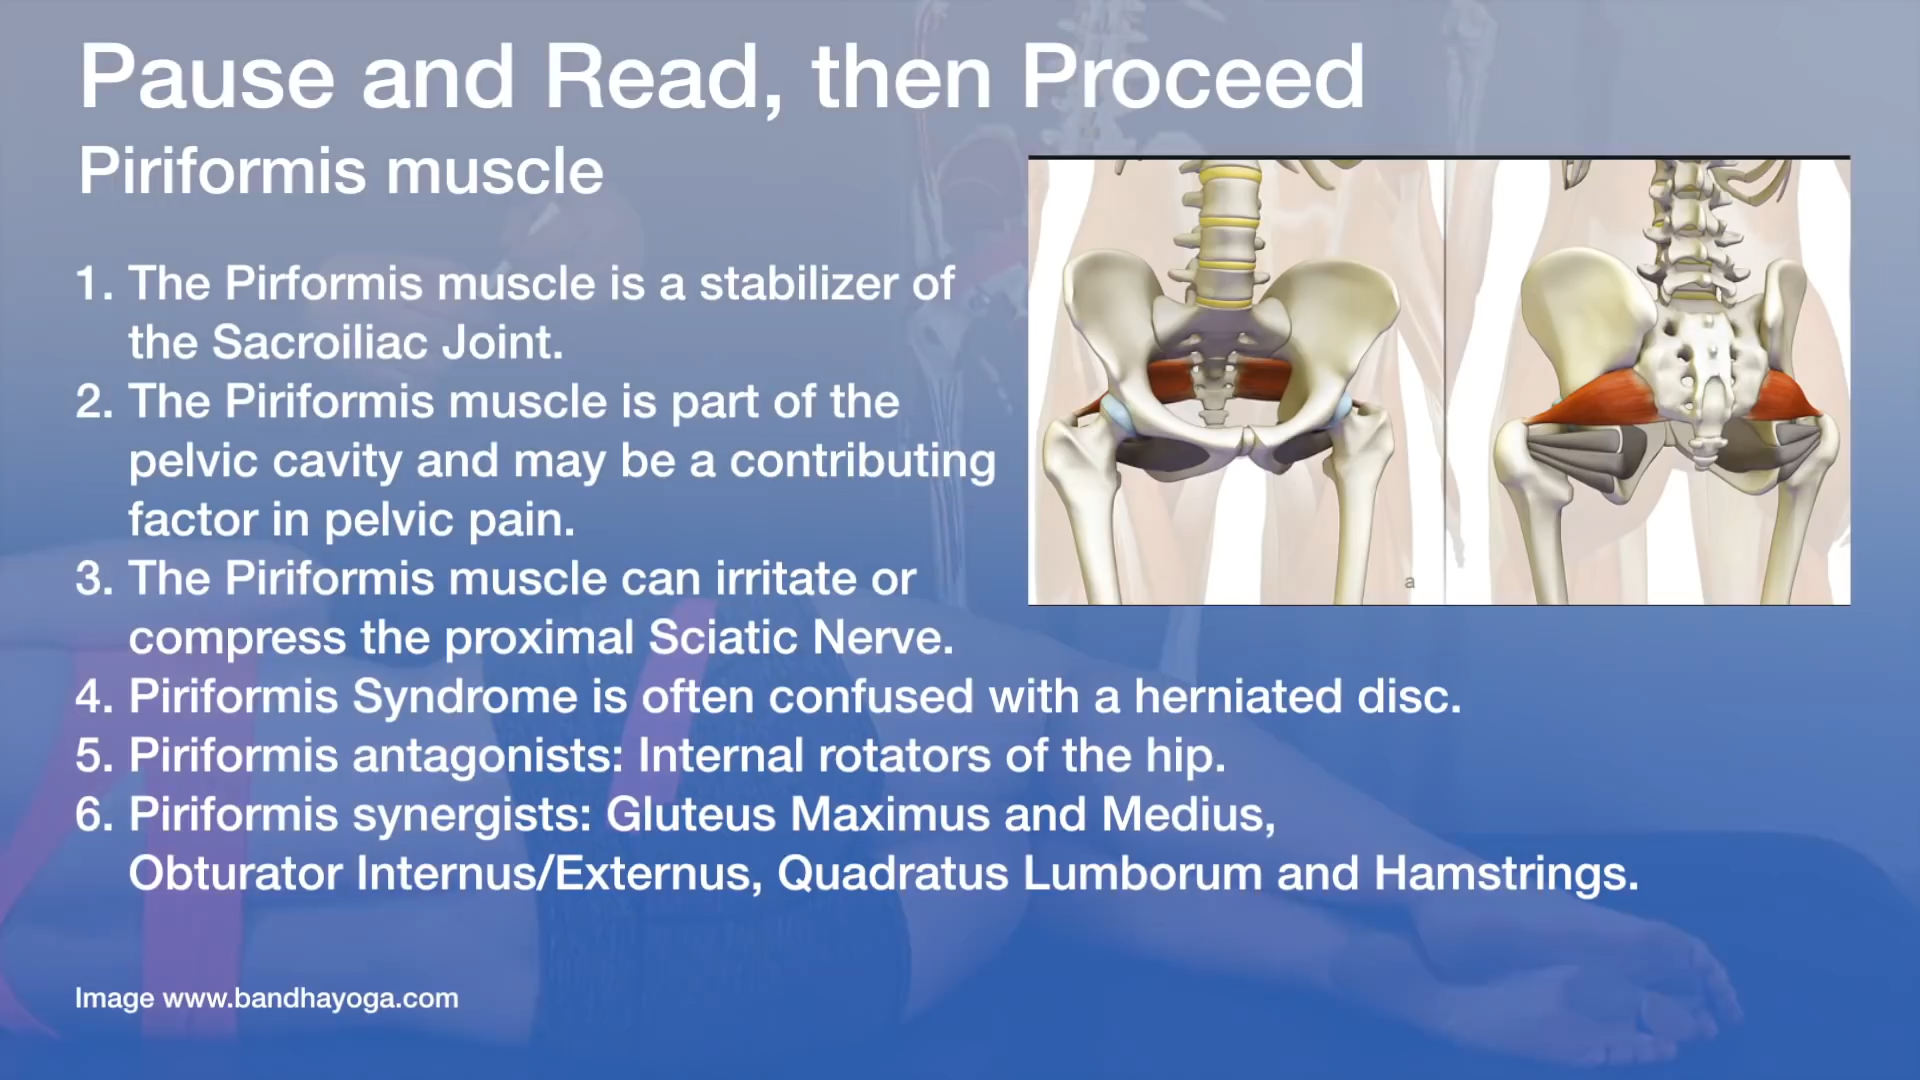 Pause and Read, then Proceed
Piriformis muscle
1. The Pirformis muscle is a stabilizer of
the Sacroiliac Joint.
2. The Piriformis muscle is part of the
pelvic cavity and may be a contributing
factor in pelvic pain.
3. The Piriformis muscle can irritate or
compress the proximal Sciatic Nerve.
4. Piriformis Syndrome is often confused with a herniated disc.
5. Piriformis antagonists: Internal rotators of the hip.
6. Piriformis synergists: Gluteus Maximus and Medius,
Obturator Internus/Externus, Quadratus Lumborum and Hamstrings.
a
Image www.bandhayoga.com